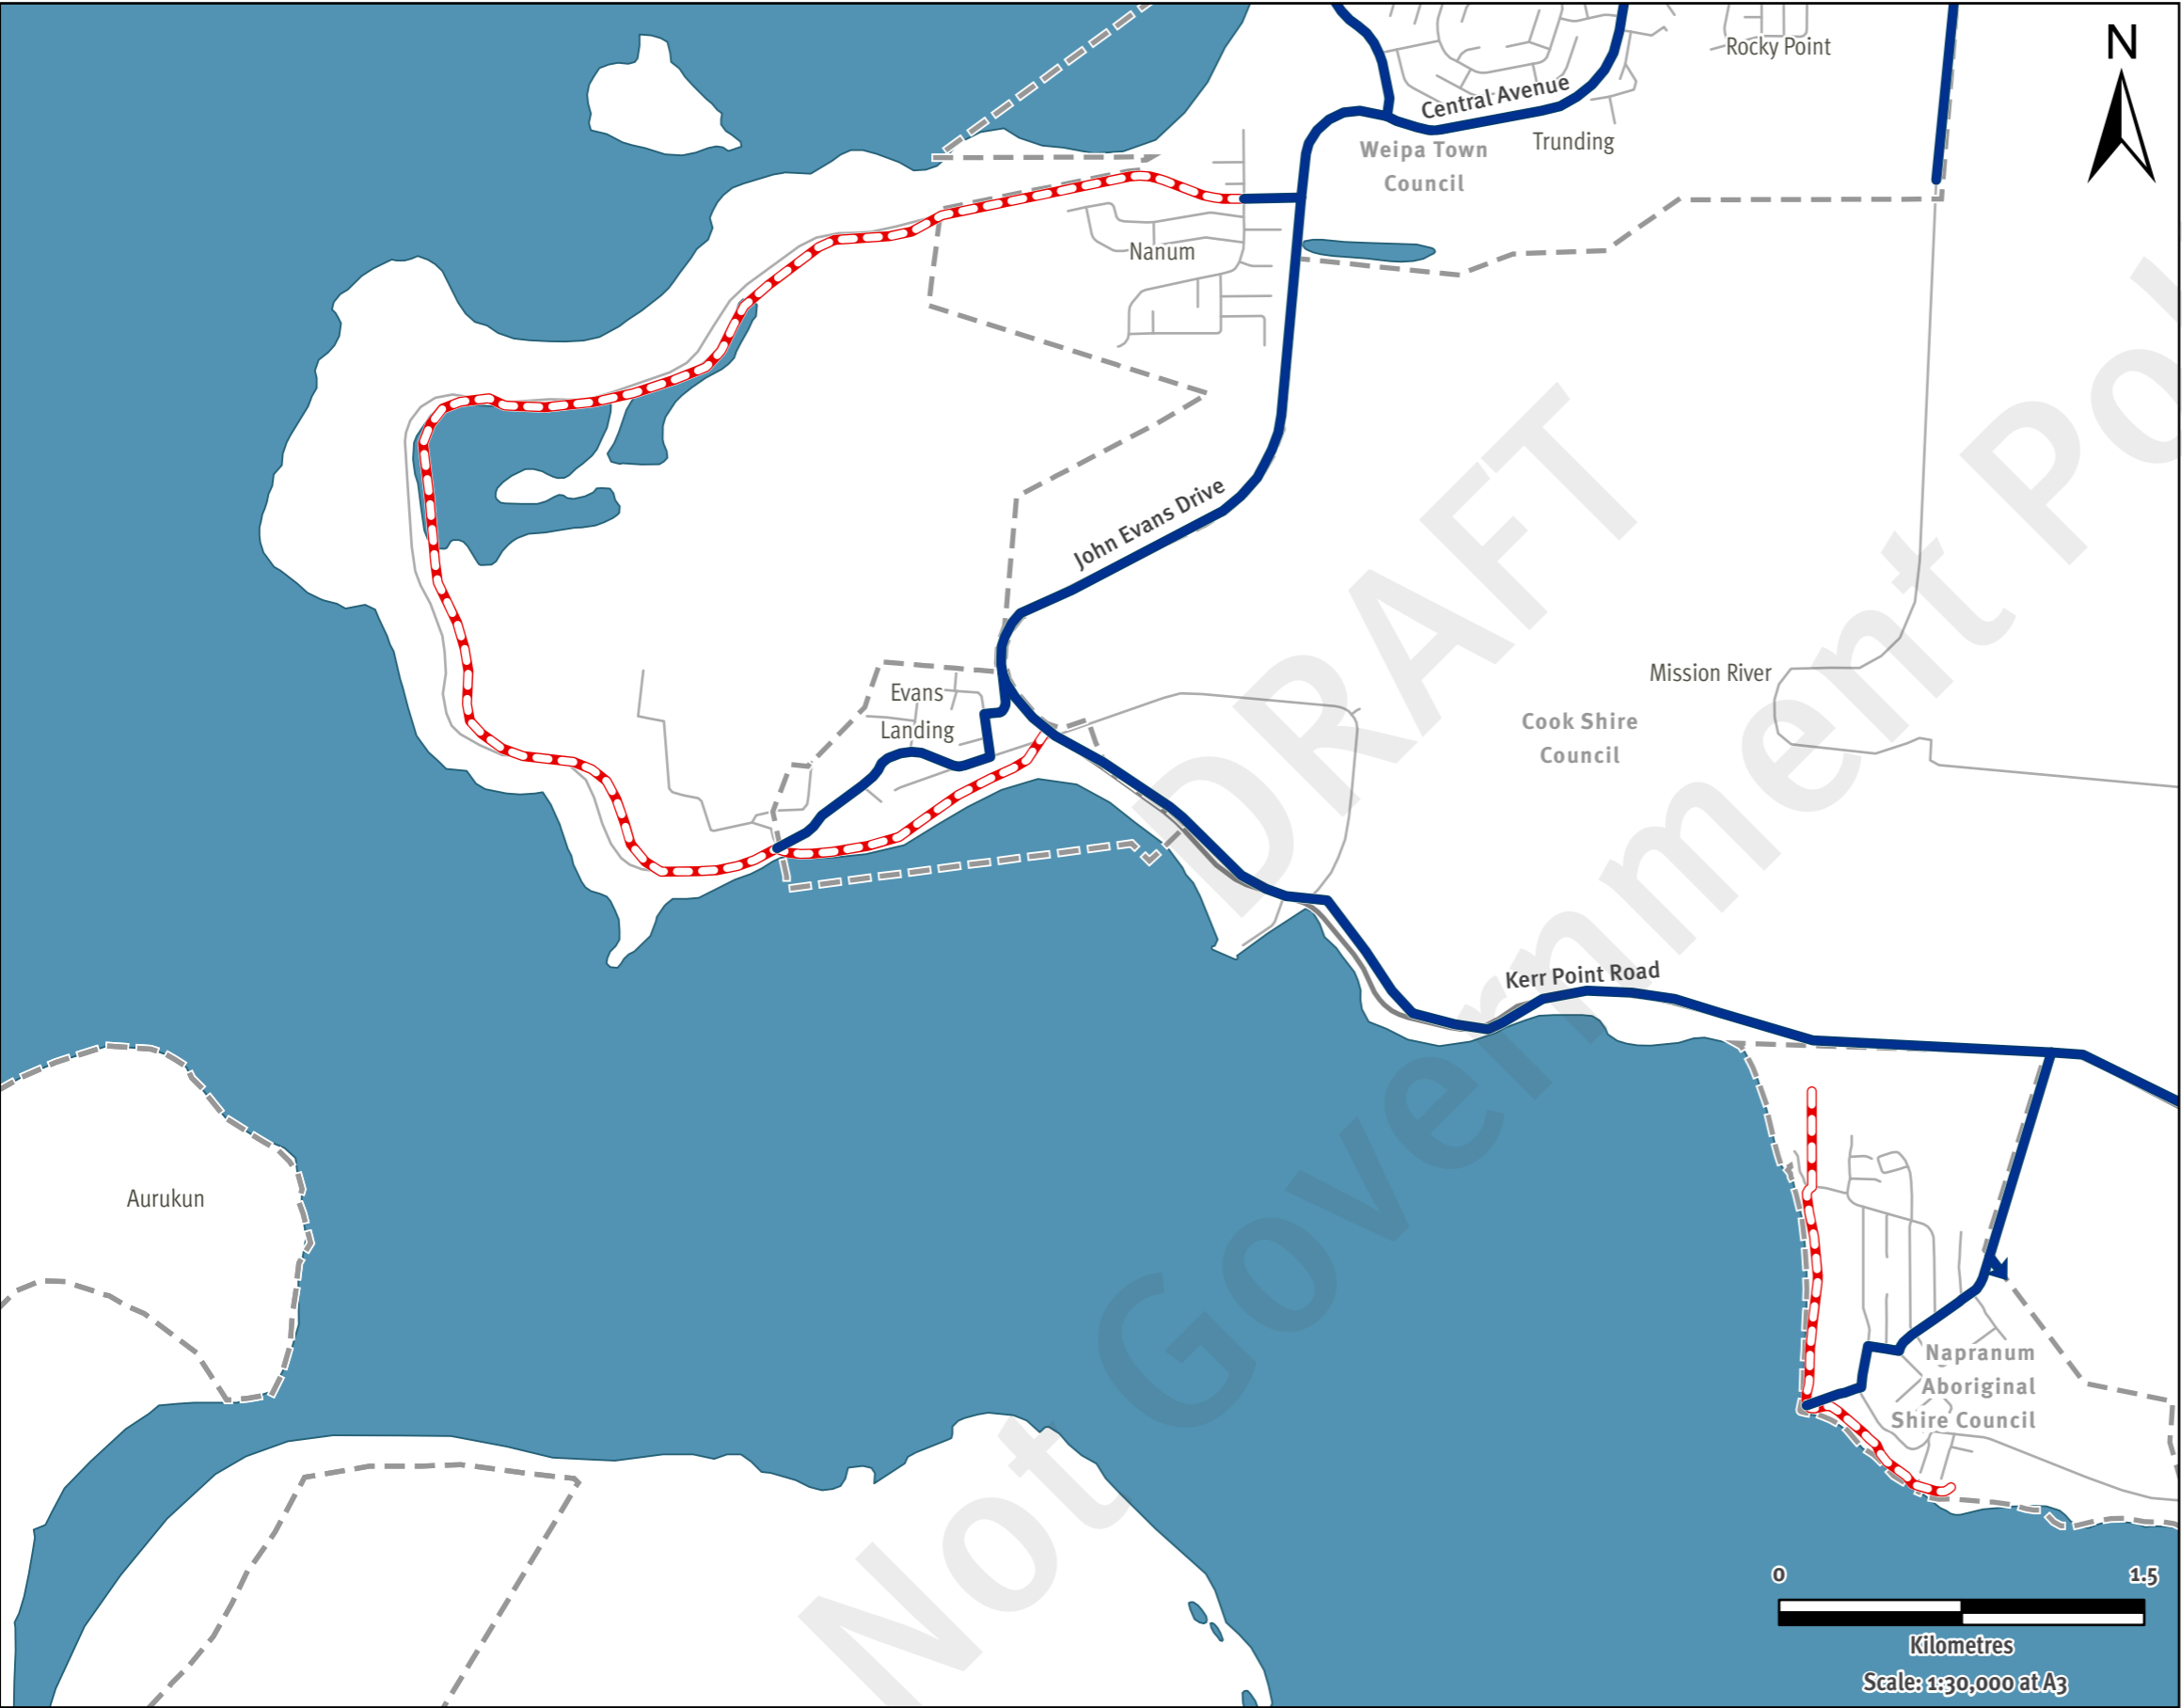 N
Rocky Point
Central Avenue
Trunding
Weipa Town
Council
Nanum
John Evans Drive
Mission River
Evans
Landing
Cook Shire
Council
Kerr Point Road
Aurukun
Napranum
Aboriginal
Shire Council
DRAFT
Not Government Pol
0 1.5
Kilometres
Scale: 1:30,000 at A3